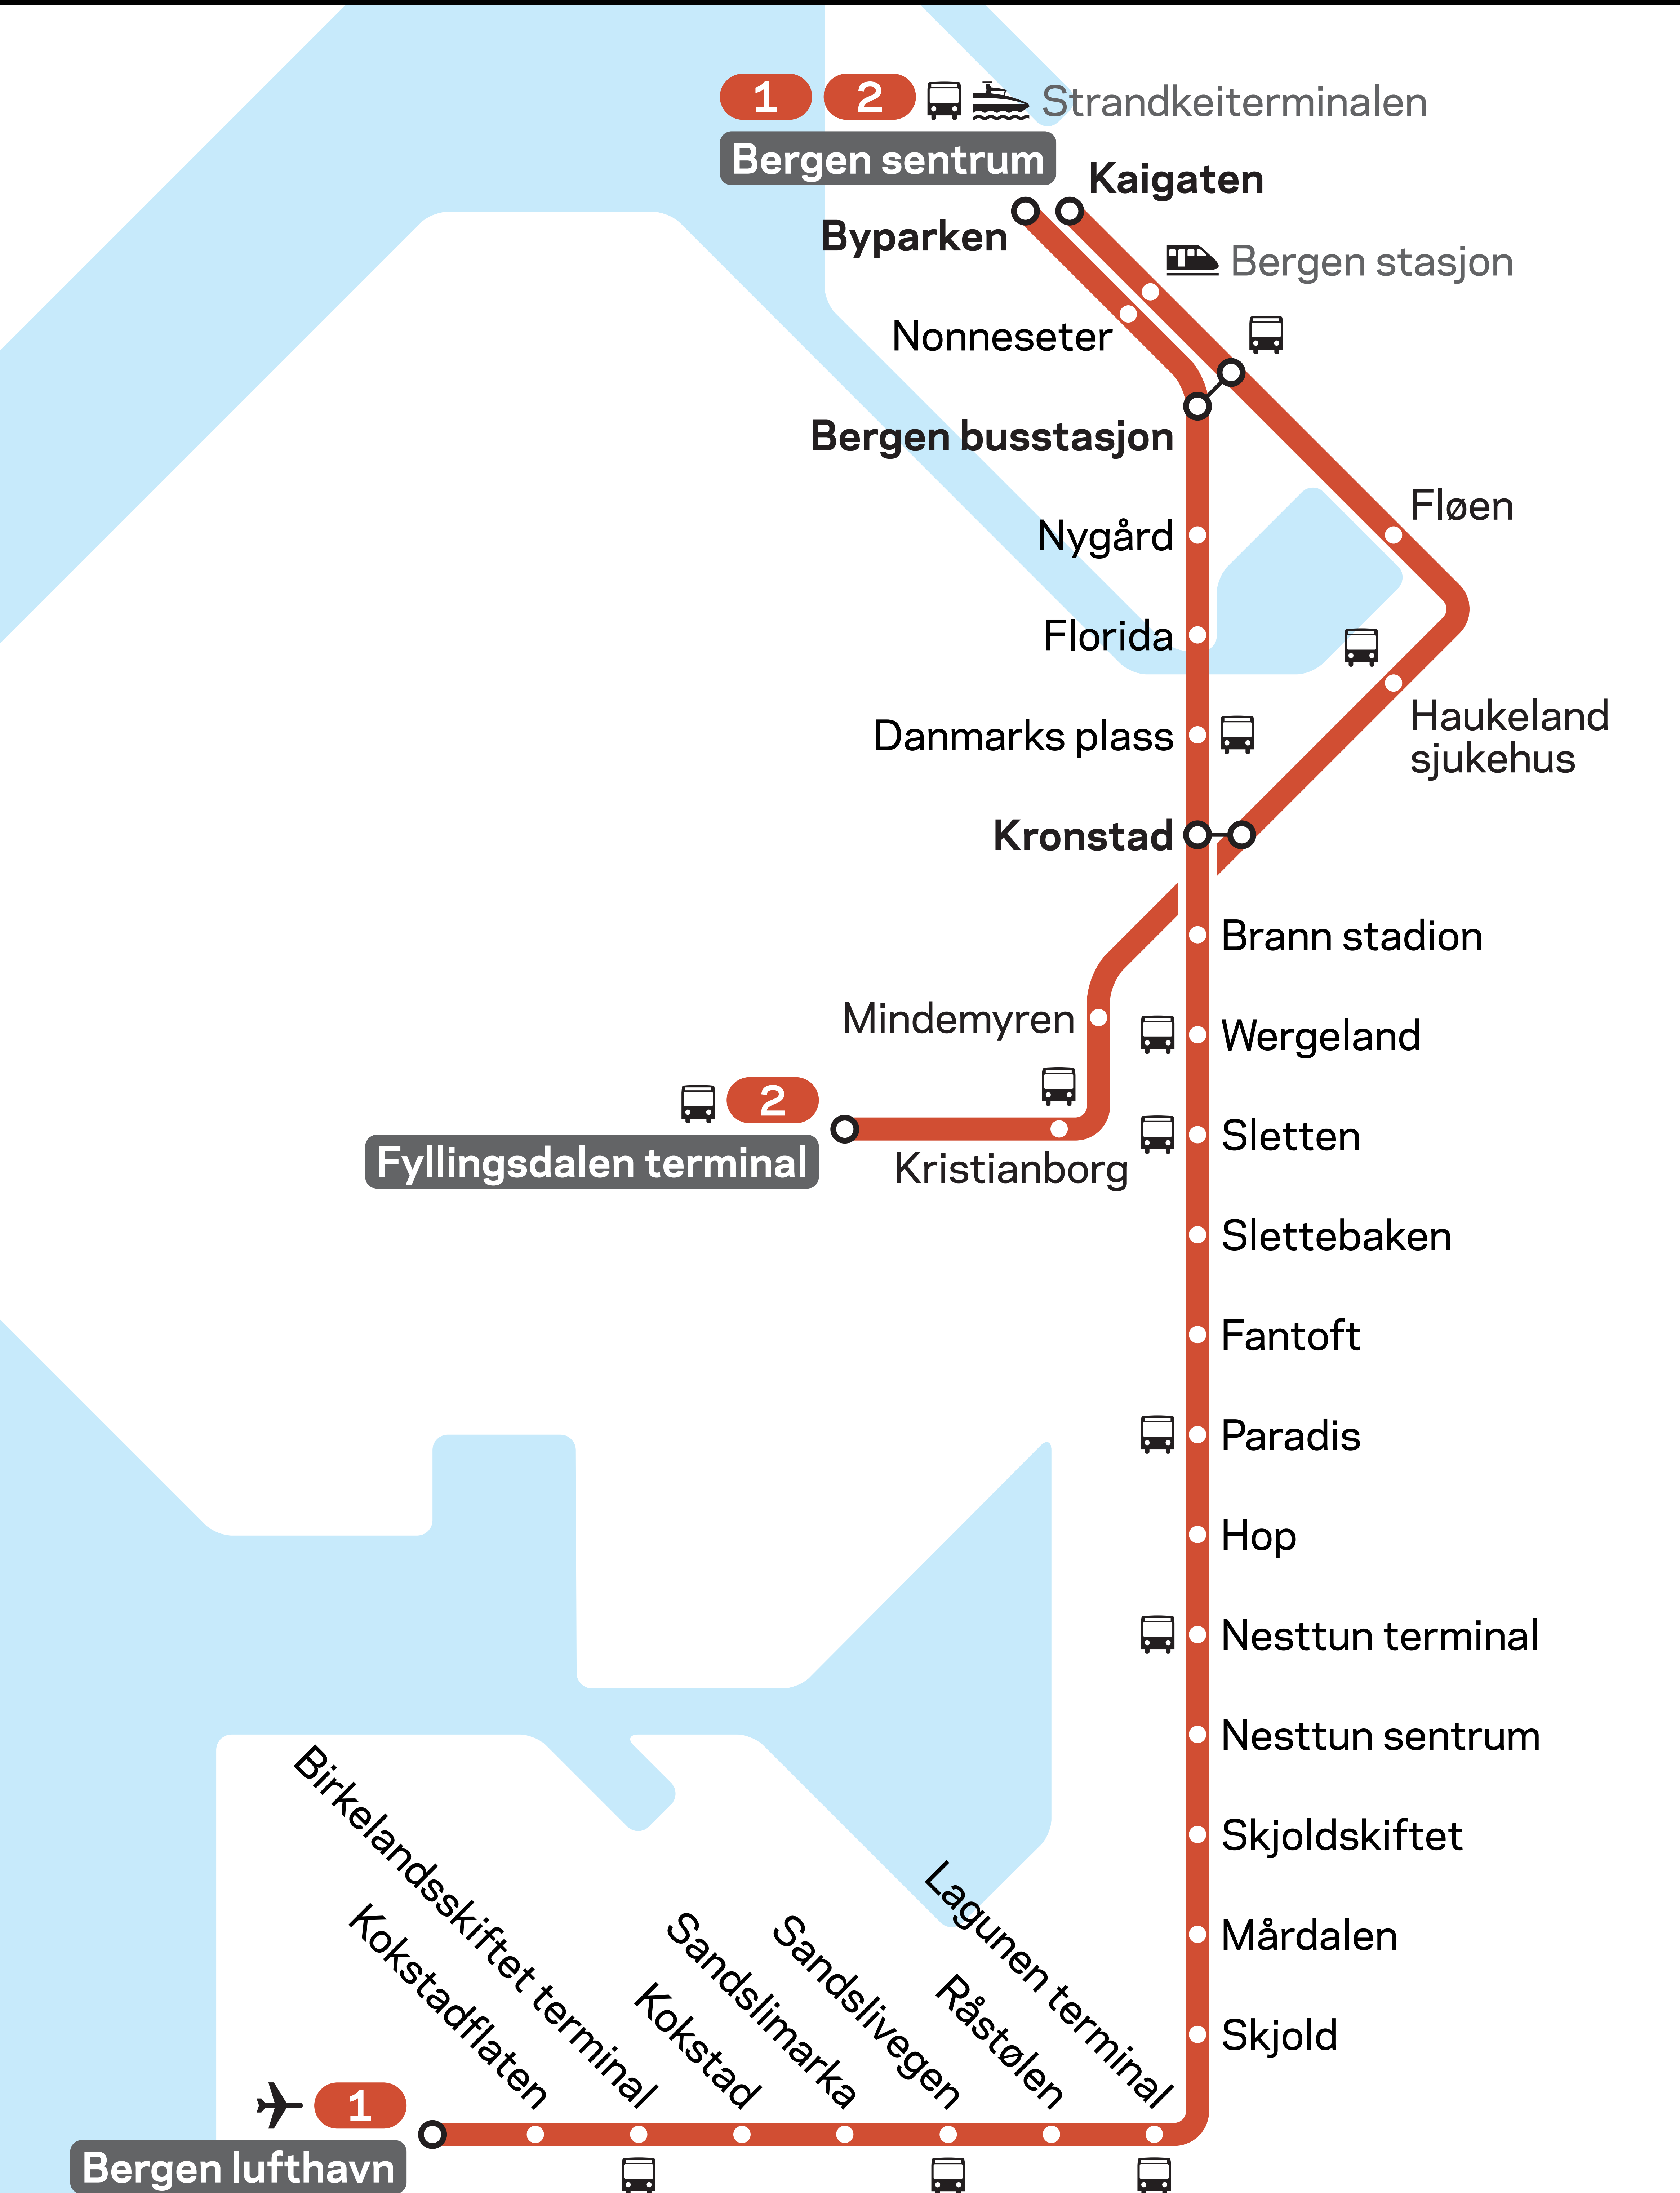 1 2 Strandkeiterminalen
Bergen sentrum
Kaigaten
Byparken
Bergen stasjon
Nonneseter
Bergen busstasjon
Fløen
Nygård
Florida
Haukeland
sjukehus
Danmarks plass
Kronstad
Brann stadion
Mindemyren
Wergeland
2
Fyllingsdalen terminal
Kristianborg
Sletten
Slettebaken
Fantoft
Paradis
Hop
Nesttun terminal
Nesttun sentrum
Skjoldskiftet
Mårdalen
Skjold
Lagunen terminal
Råstølen
Sandslivegen
Sandslimarka
Kokstad
Birkelandsskiftet terminal
Kokstadflaten
1
Bergen lufthavn